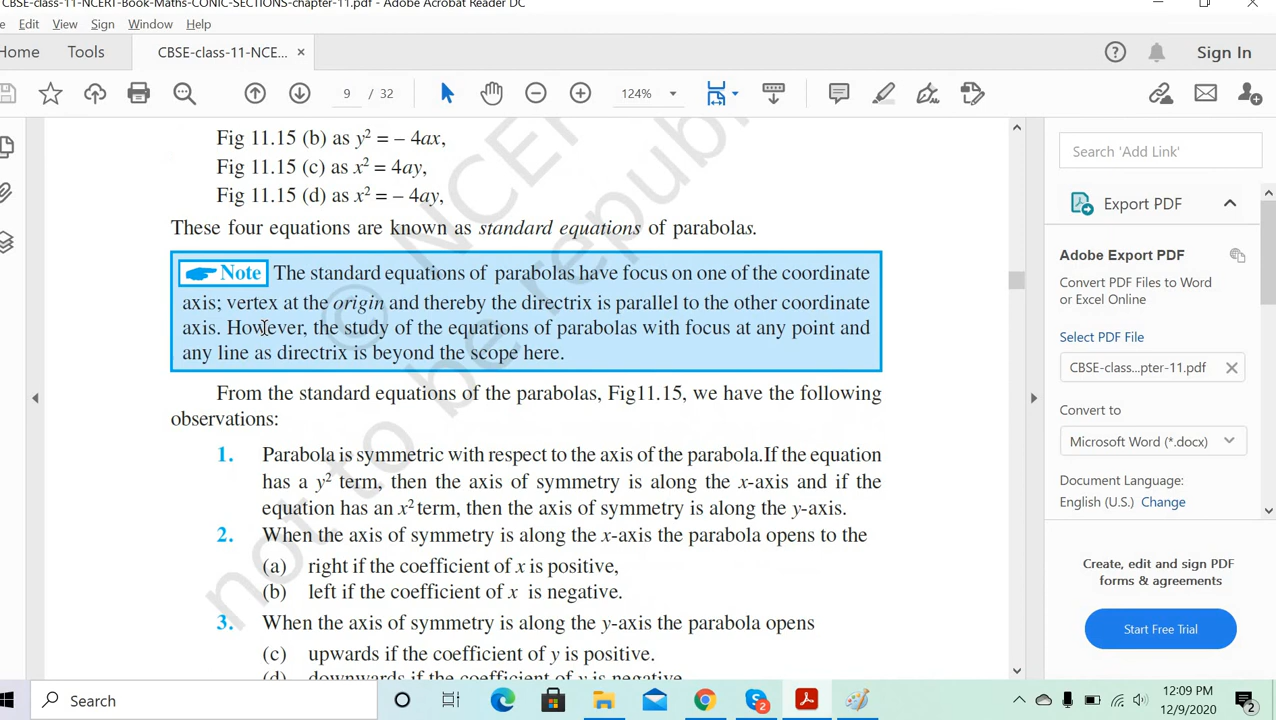 CBSE-class-11-NCERT-Book-Maths-CONIC-SECTIONS-chapter-11.pdf - Adobe Acrobat Reader DC
Edit View Sign Window Help
Home Tools CBSE-class-11-NCE... × Sign In
9 / 32 124%
Fig 11.15 (b) as y² = – 4ax,
Fig 11.15 (c) as x² = 4ay,
Fig 11.15 (d) as x² = – 4ay,
These four equations are known as standard equations of parabolas.
Note The standard equations of parabolas have focus on one of the coordinate
axis; vertex at the origin and thereby the directrix is parallel to the other coordinate
axis. However, the study of the equations of parabolas with focus at any point and
any line as directrix is beyond the scope here.
From the standard equations of the parabolas, Fig11.15, we have the following
observations:
1. Parabola is symmetric with respect to the axis of the parabola.If the equation
has a y² term, then the axis of symmetry is along the x-axis and if the
equation has an x² term, then the axis of symmetry is along the y-axis.
2. When the axis of symmetry is along the x-axis the parabola opens to the
(a) right if the coefficient of x is positive,
(b) left if the coefficient of x is negative.
3. When the axis of symmetry is along the y-axis the parabola opens
(c) upwards if the coefficient of y is positive.
(d) downwards if the coefficient of y is negative.
© NCERT
not to be republ
Search 'Add Link'
Export PDF
Adobe Export PDF
Convert PDF Files to Word
or Excel Online
Select PDF File
CBSE-class...pter-11.pdf ×
Convert to
Microsoft Word (*.docx)
Document Language:
English (U.S.) Change
Create, edit and sign PDF
forms & agreements
Start Free Trial
Search
2
12:09 PM
12/9/2020
2